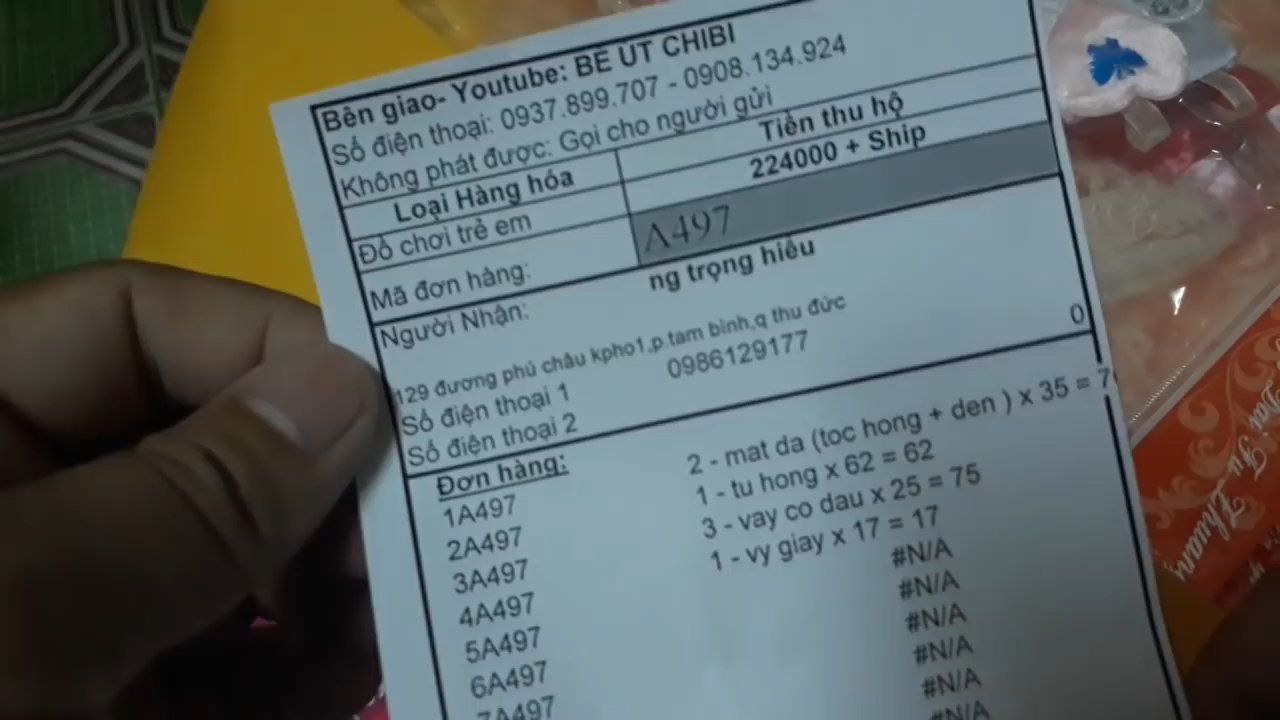 Bên giao- Youtube: BÉ ÚT CHIBI
Số điện thoại: 0937.899.707 - 0908.134.924
Không phát được: Gọi cho người gửi
Loại Hàng hóa Tiền thu hộ
Đồ chơi trẻ em 224000 + Ship
Mã đơn hàng: A497
Người Nhận: ng trọng hiếu
129 đương phú châu kpho1,p.tam bình,q thu đức
Số điện thoại 1 0986129177 0
Số điện thoại 2
Đơn hàng:
1A497 2 - mat da (toc hong + den ) x 35 = 7
2A497 1 - tu hong x 62 = 62
3A497 3 - vay co dau x 25 = 75
4A497 1 - vy giay x 17 = 17
5A497 #N/A
6A497 #N/A
7A497 #N/A
#N/A
#N/A
#N/A